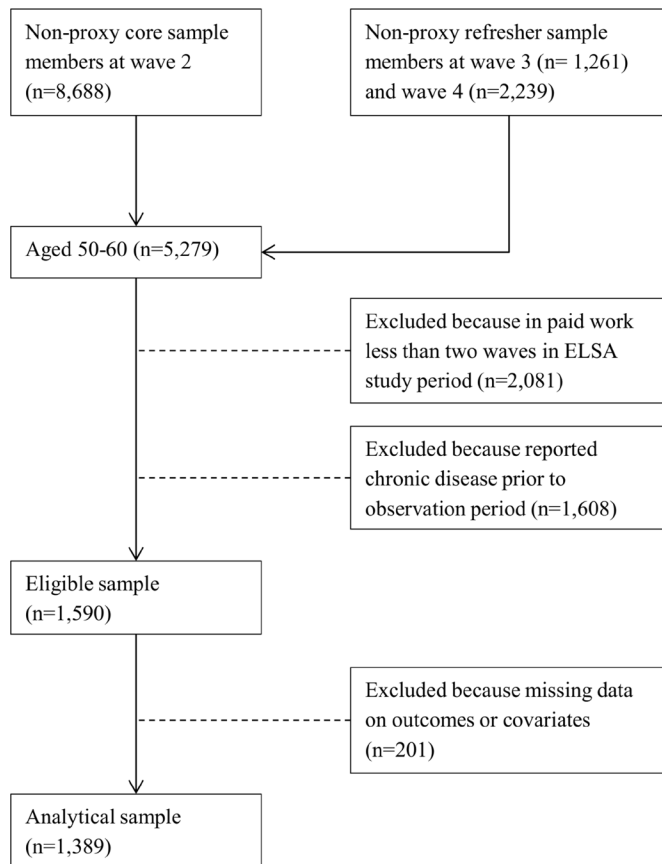 Non-proxy core sample
members at wave 2
(n=8,688)
Non-proxy refresher sample
members at wave 3 (n= 1,261)
and wave 4 (n=2,239)
Aged 50-60 (n=5,279)
Excluded because in paid work
less than two waves in ELSA
study period (n=2,081)
Excluded because reported
chronic disease prior to
observation period (n=1,608)
Eligible sample
(n=1,590)
Excluded because missing data
on outcomes or covariates
(n=201)
Analytical sample
(n=1,389)